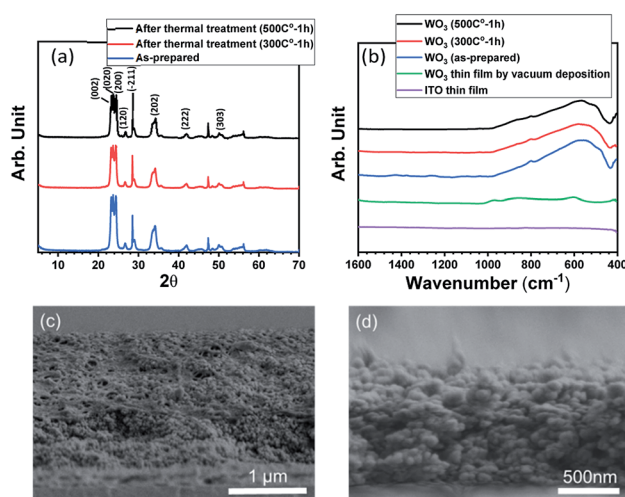 (a)
After thermal treatment (500C°-1h)
After thermal treatment (300C°-1h)
As-prepared
(002)
(020)
(200)
(120)
(-211)
(202)
(222)
(303)
Arb. Unit
10 20 30 40 50 60 70
2θ
(b)
WO₃ (500C°-1h)
WO₃ (300C°-1h)
WO₃ (as-prepared)
WO₃ thin film by vacuum deposition
ITO thin film
Arb. Unit
1600 1200 800 600 400
Wavenumber (cm⁻¹)
(c)
1 µm
(d)
500nm